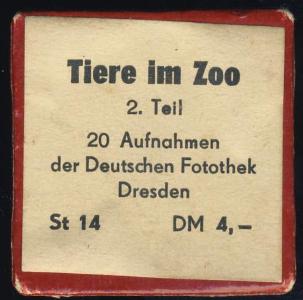 Tiere im Zoo
2. Teil
20 Aufnahmen
der Deutschen Fotothek
Dresden
St 14 DM 4,–